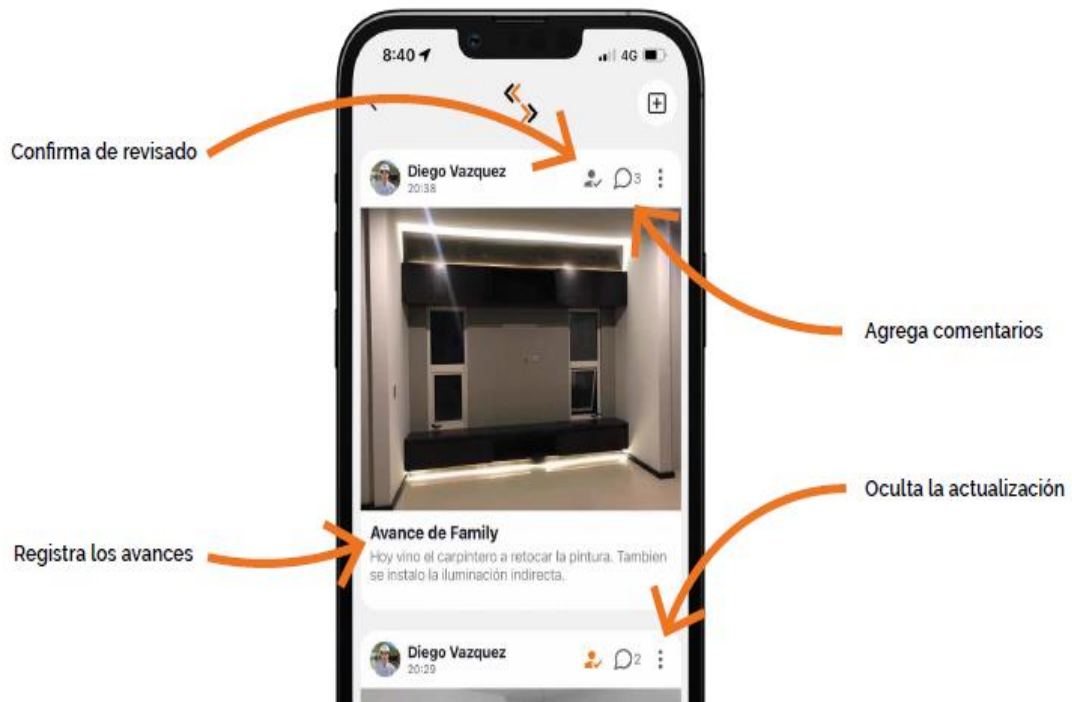 8:40
4G
Confirma de revisado
Diego Vazquez
20:38
3
Agrega comentarios
Oculta la actualización
Registra los avances
Avance de Family
Hoy vino el carpintero a retocar la pintura. Tambien
se instalo la iluminación indirecta.
Diego Vazquez
20:29
2